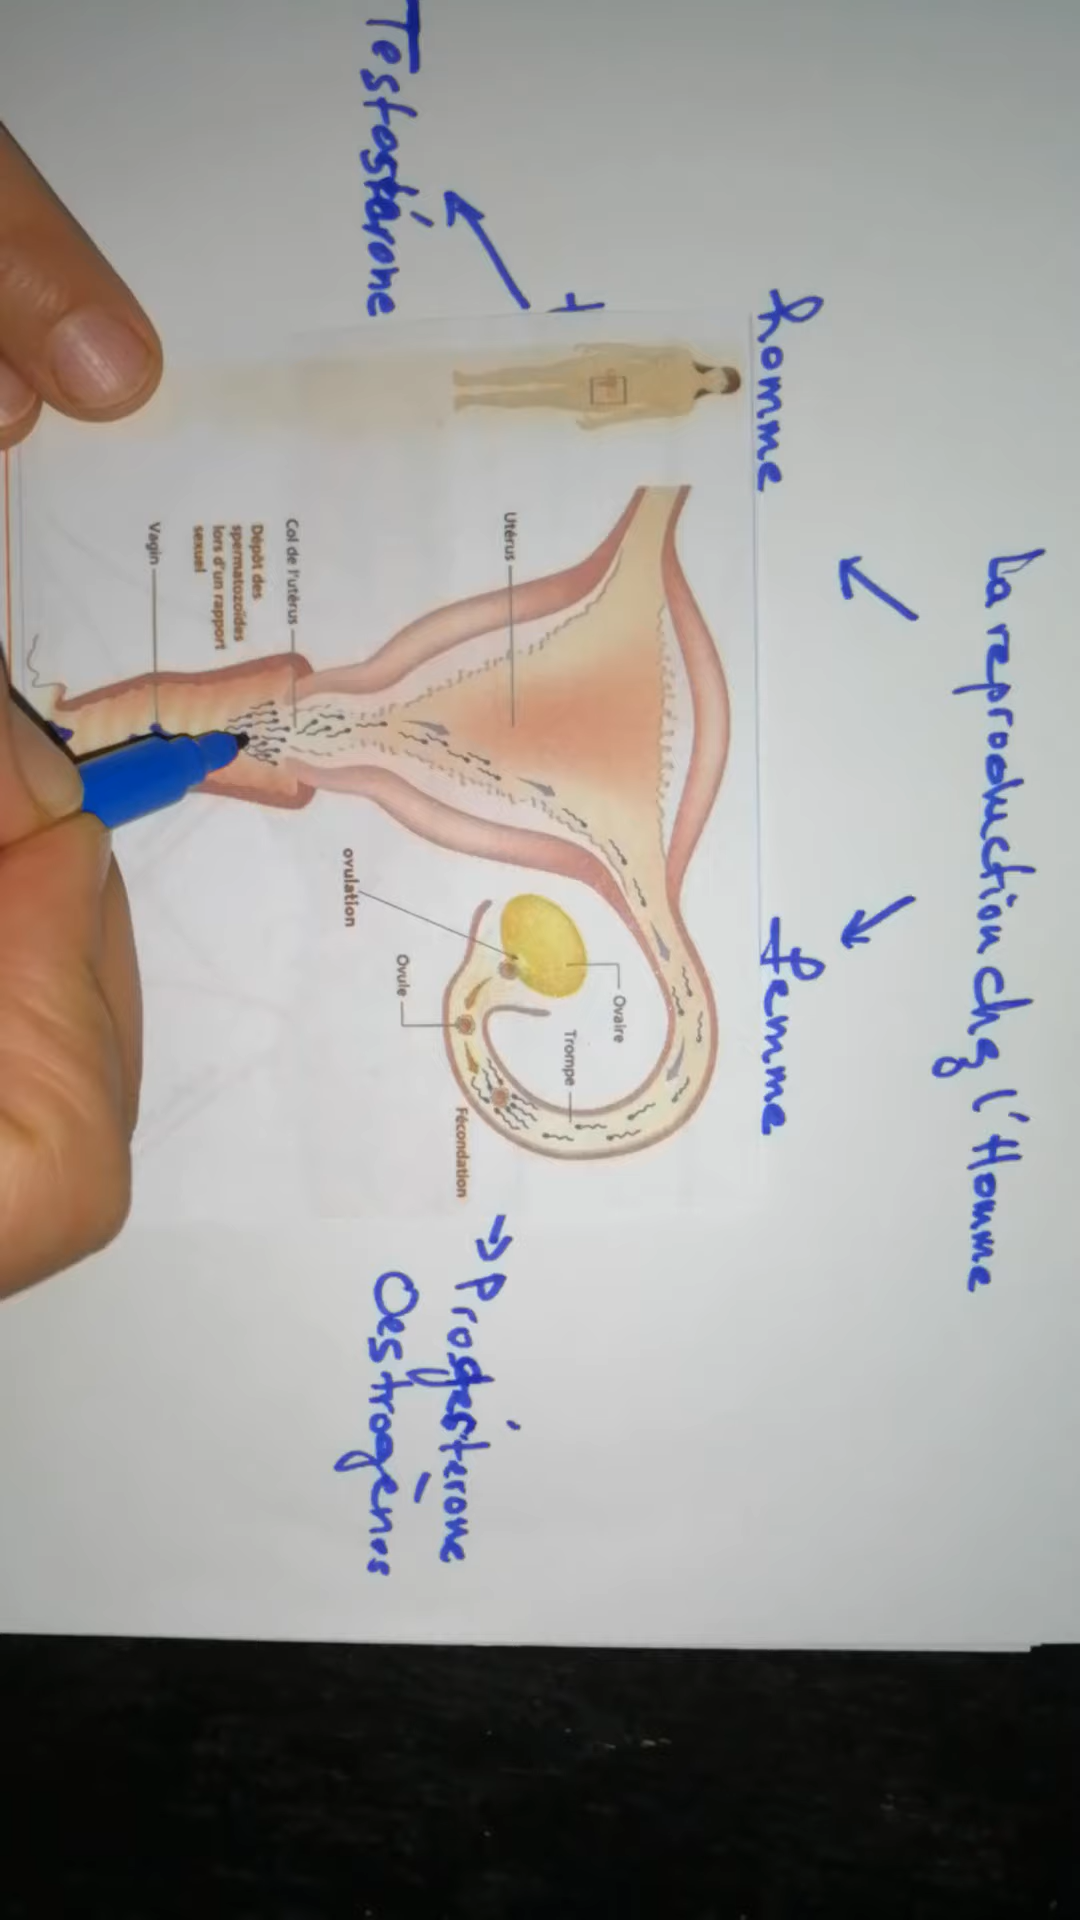 La reproduction chez l'Homme
homme
femme
Testostérone
Progéstérone
Oestrogènes
Utérus
Col de l'utérus
Dépôt des
spermatozoïdes
lors d'un rapport
sexuel
Vagin
Ovaire
Trompe
ovulation
Ovule
Fécondation